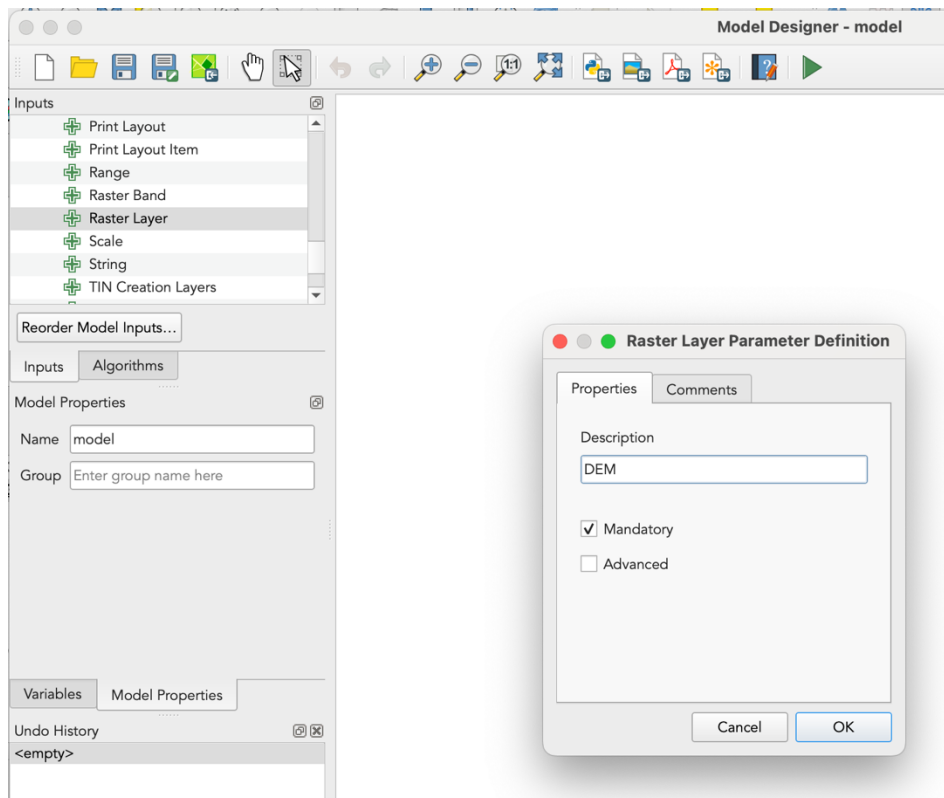 Model Designer - model
1:1
Inputs
Print Layout
Print Layout Item
Range
Raster Band
Raster Layer
Scale
String
TIN Creation Layers
Reorder Model Inputs...
Inputs
Algorithms
Model Properties
Name
model
Group
Enter group name here
Variables
Model Properties
Undo History
<empty>
Raster Layer Parameter Definition
Properties
Comments
Description
DEM
Mandatory
Advanced
Cancel
OK